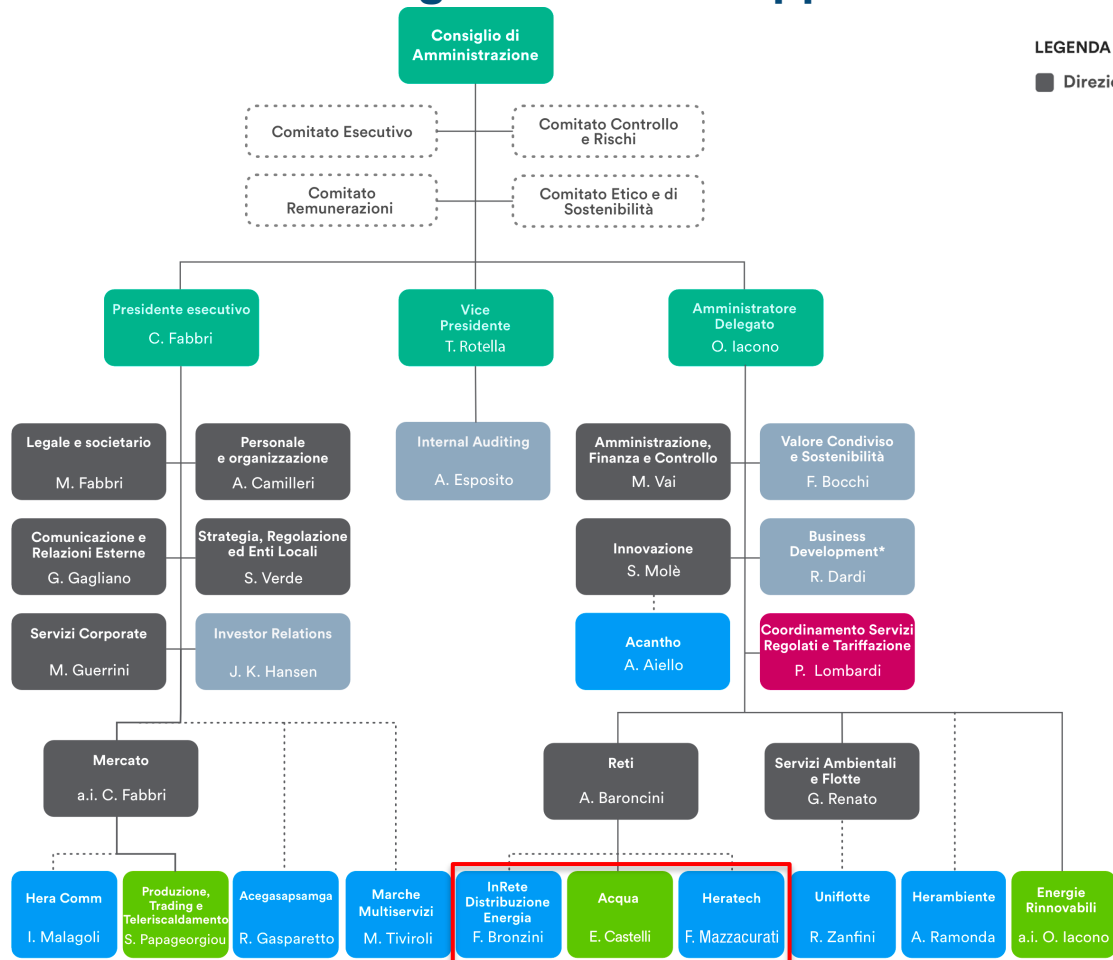 Consiglio di
Amministrazione
LEGENDA
Comitato Esecutivo
Comitato Controllo
e Rischi
Comitato
Remunerazioni
Comitato Etico e di
Sostenibilità
Presidente esecutivo
C. Fabbri
Vice
Presidente
T. Rotella
Amministratore
Delegato
O. Iacono
Legale e societario
M. Fabbri
Personale
e organizzazione
A. Camilleri
Internal Auditing
A. Esposito
Amministrazione,
Finanza e Controllo
M. Vai
Valore Condiviso
e Sostenibilità
F. Bocchi
Comunicazione e
Relazioni Esterne
G. Gagliano
Strategia, Regolazione
ed Enti Locali
S. Verde
Innovazione
S. Molè
Business
Development*
R. Dardi
Servizi Corporate
M. Guerrini
Investor Relations
J. K. Hansen
Acantho
A. Aiello
Coordinamento Servizi
Regolati e Tariffazione
P. Lombardi
Mercato
a.i. C. Fabbri
Reti
A. Baroncini
Servizi Ambientali
e Flotte
G. Renato
Hera Comm
I. Malagoli
Produzione,
Trading e
Teleriscaldamento
S. Papageorgiou
Acegasapsamga
R. Gasparetto
Marche
Multiservizi
M. Tiviroli
InRete
Distribuzione
Energia
F. Bronzini
Acqua
E. Castelli
Heratech
F. Mazzacurati
Uniflotte
R. Zanfini
Herambiente
A. Ramonda
Energie
Rinnovabili
a.i. O. Iacono